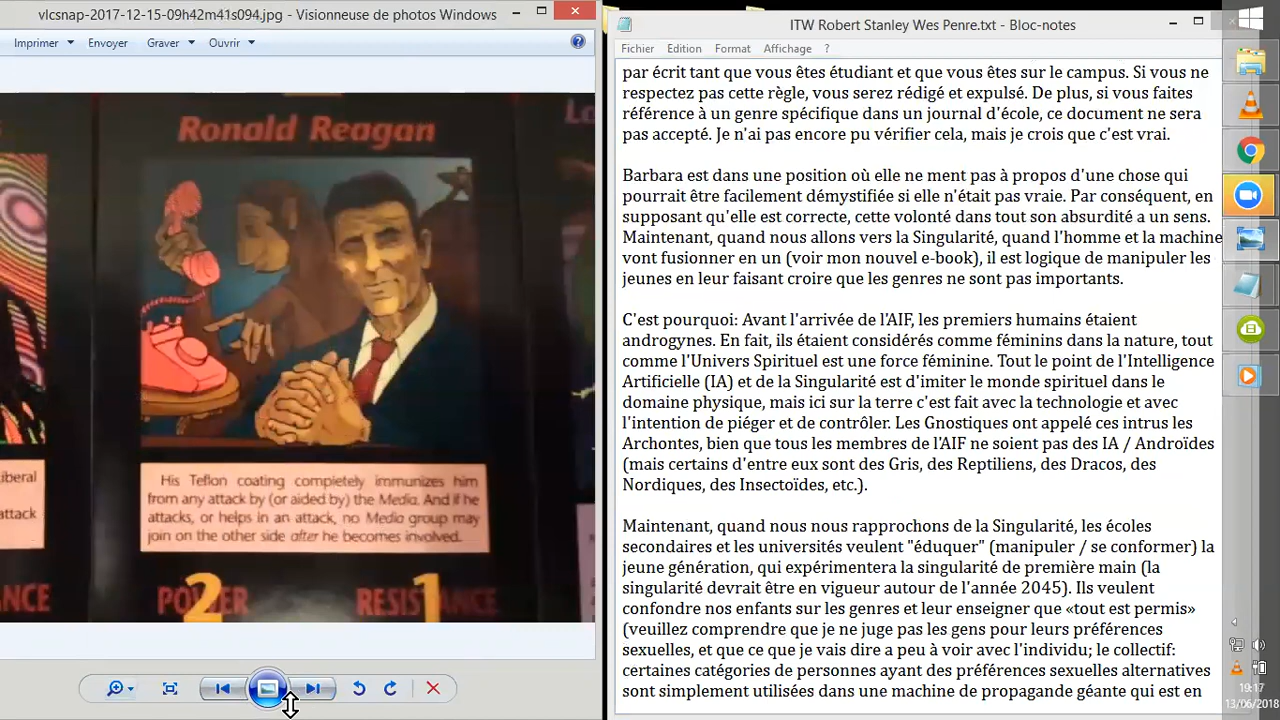 vlcsnap-2017-12-15-09h42m41s094.jpg - Visionneuse de photos Windows
Imprimer
Envoyer
Graver
Ouvrir
?
Ronald Reagan
iberal
attack
His Teflon coating completely immunizes him
from any attack by (or aided by) the Media. And if he
attacks, or helps in an attack, no Media group may
join on the other side after he becomes involved.
NCE
POWER
2
RESISTANCE
1
ITW Robert Stanley Wes Penre.txt - Bloc-notes
Fichier Edition Format Affichage ?
par écrit tant que vous êtes étudiant et que vous êtes sur le campus. Si vous ne
respectez pas cette règle, vous serez rédigé et expulsé. De plus, si vous faites
référence à un genre spécifique dans un journal d'école, ce document ne sera
pas accepté. Je n'ai pas encore pu vérifier cela, mais je crois que c'est vrai.
Barbara est dans une position où elle ne ment pas à propos d'une chose qui
pourrait être facilement démystifiée si elle n'était pas vraie. Par conséquent, en
supposant qu'elle est correcte, cette volonté dans tout son absurdité a un sens.
Maintenant, quand nous allons vers la Singularité, quand l'homme et la machine
vont fusionner en un (voir mon nouvel e-book), il est logique de manipuler les
jeunes en leur faisant croire que les genres ne sont pas importants.
C'est pourquoi: Avant l'arrivée de l'AIF, les premiers humains étaient
androgynes. En fait, ils étaient considérés comme féminins dans la nature, tout
comme l'Univers Spirituel est une force féminine. Tout le point de l'Intelligence
Artificielle (IA) et de la Singularité est d'imiter le monde spirituel dans le
domaine physique, mais ici sur la terre c'est fait avec la technologie et avec
l'intention de piéger et de contrôler. Les Gnostiques ont appelé ces intrus les
Archontes, bien que tous les membres de l'AIF ne soient pas des IA / Androïdes
(mais certains d'entre eux sont des Gris, des Reptiliens, des Dracos, des
Nordiques, des Insectoïdes, etc.).
Maintenant, quand nous nous rapprochons de la Singularité, les écoles
secondaires et les universités veulent "éduquer" (manipuler / se conformer) la
jeune génération, qui expérimentera la singularité de première main (la
singularité devrait être en vigueur autour de l'année 2045). Ils veulent
confondre nos enfants sur les genres et leur enseigner que «tout est permis»
(veuillez comprendre que je ne juge pas les gens pour leurs préférences
sexuelles, et que ce que je vais dire a peu à voir avec l'individu; le collectif:
certaines catégories de personnes ayant des préférences sexuelles alternatives
sont simplement utilisées dans une machine de propagande géante qui est en
19:17
13/06/2018